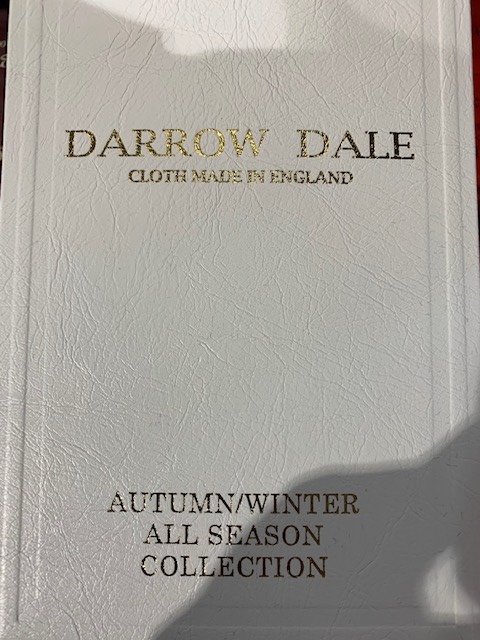 DARROW DALE
CLOTH MADE IN ENGLAND
AUTUMN/WINTER
ALL SEASON
COLLECTION